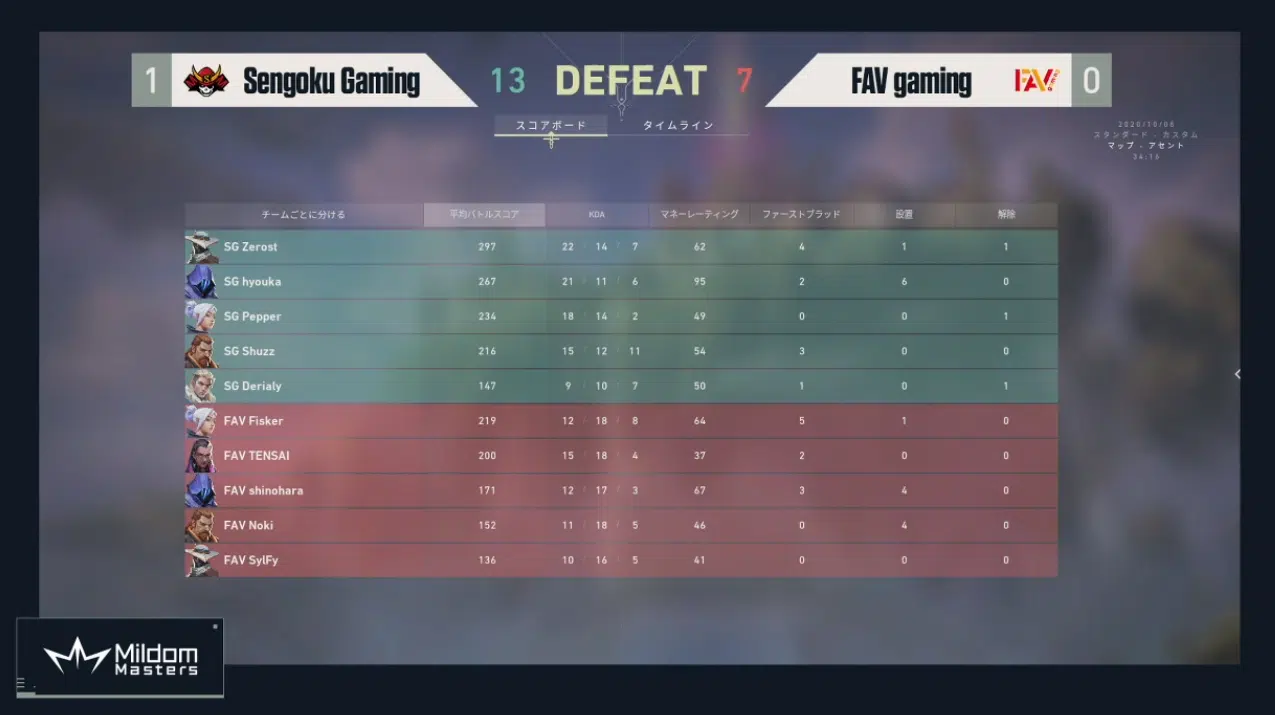 1 Sengoku Gaming 13 DEFEAT 7 FAV gaming FAV! 0
スコアボード タイムライン
2020/10/06
スタンダード - カスタム
マップ - アセント
34:16
チームごとに分ける 平均バトルスコア KDA マネーレーティング ファーストブラッド 設置 解除
SG Zerost 297 22 / 14 / 7 62 4 1 1
SG hyouka 267 21 / 11 / 6 95 2 6 0
SG Pepper 234 18 / 14 / 2 49 0 0 1
SG Shuzz 216 15 / 12 / 11 54 3 0 0
SG Derialy 147 9 / 10 / 7 50 1 0 1
FAV Fisker 219 12 / 18 / 8 64 5 1 0
FAV TENSAI 200 15 / 18 / 4 37 2 0 0
FAV shinohara 171 12 / 17 / 3 67 3 4 0
FAV Noki 152 11 / 18 / 5 46 0 4 0
FAV SylFy 136 10 / 16 / 5 41 0 0 0
Mildom
Masters